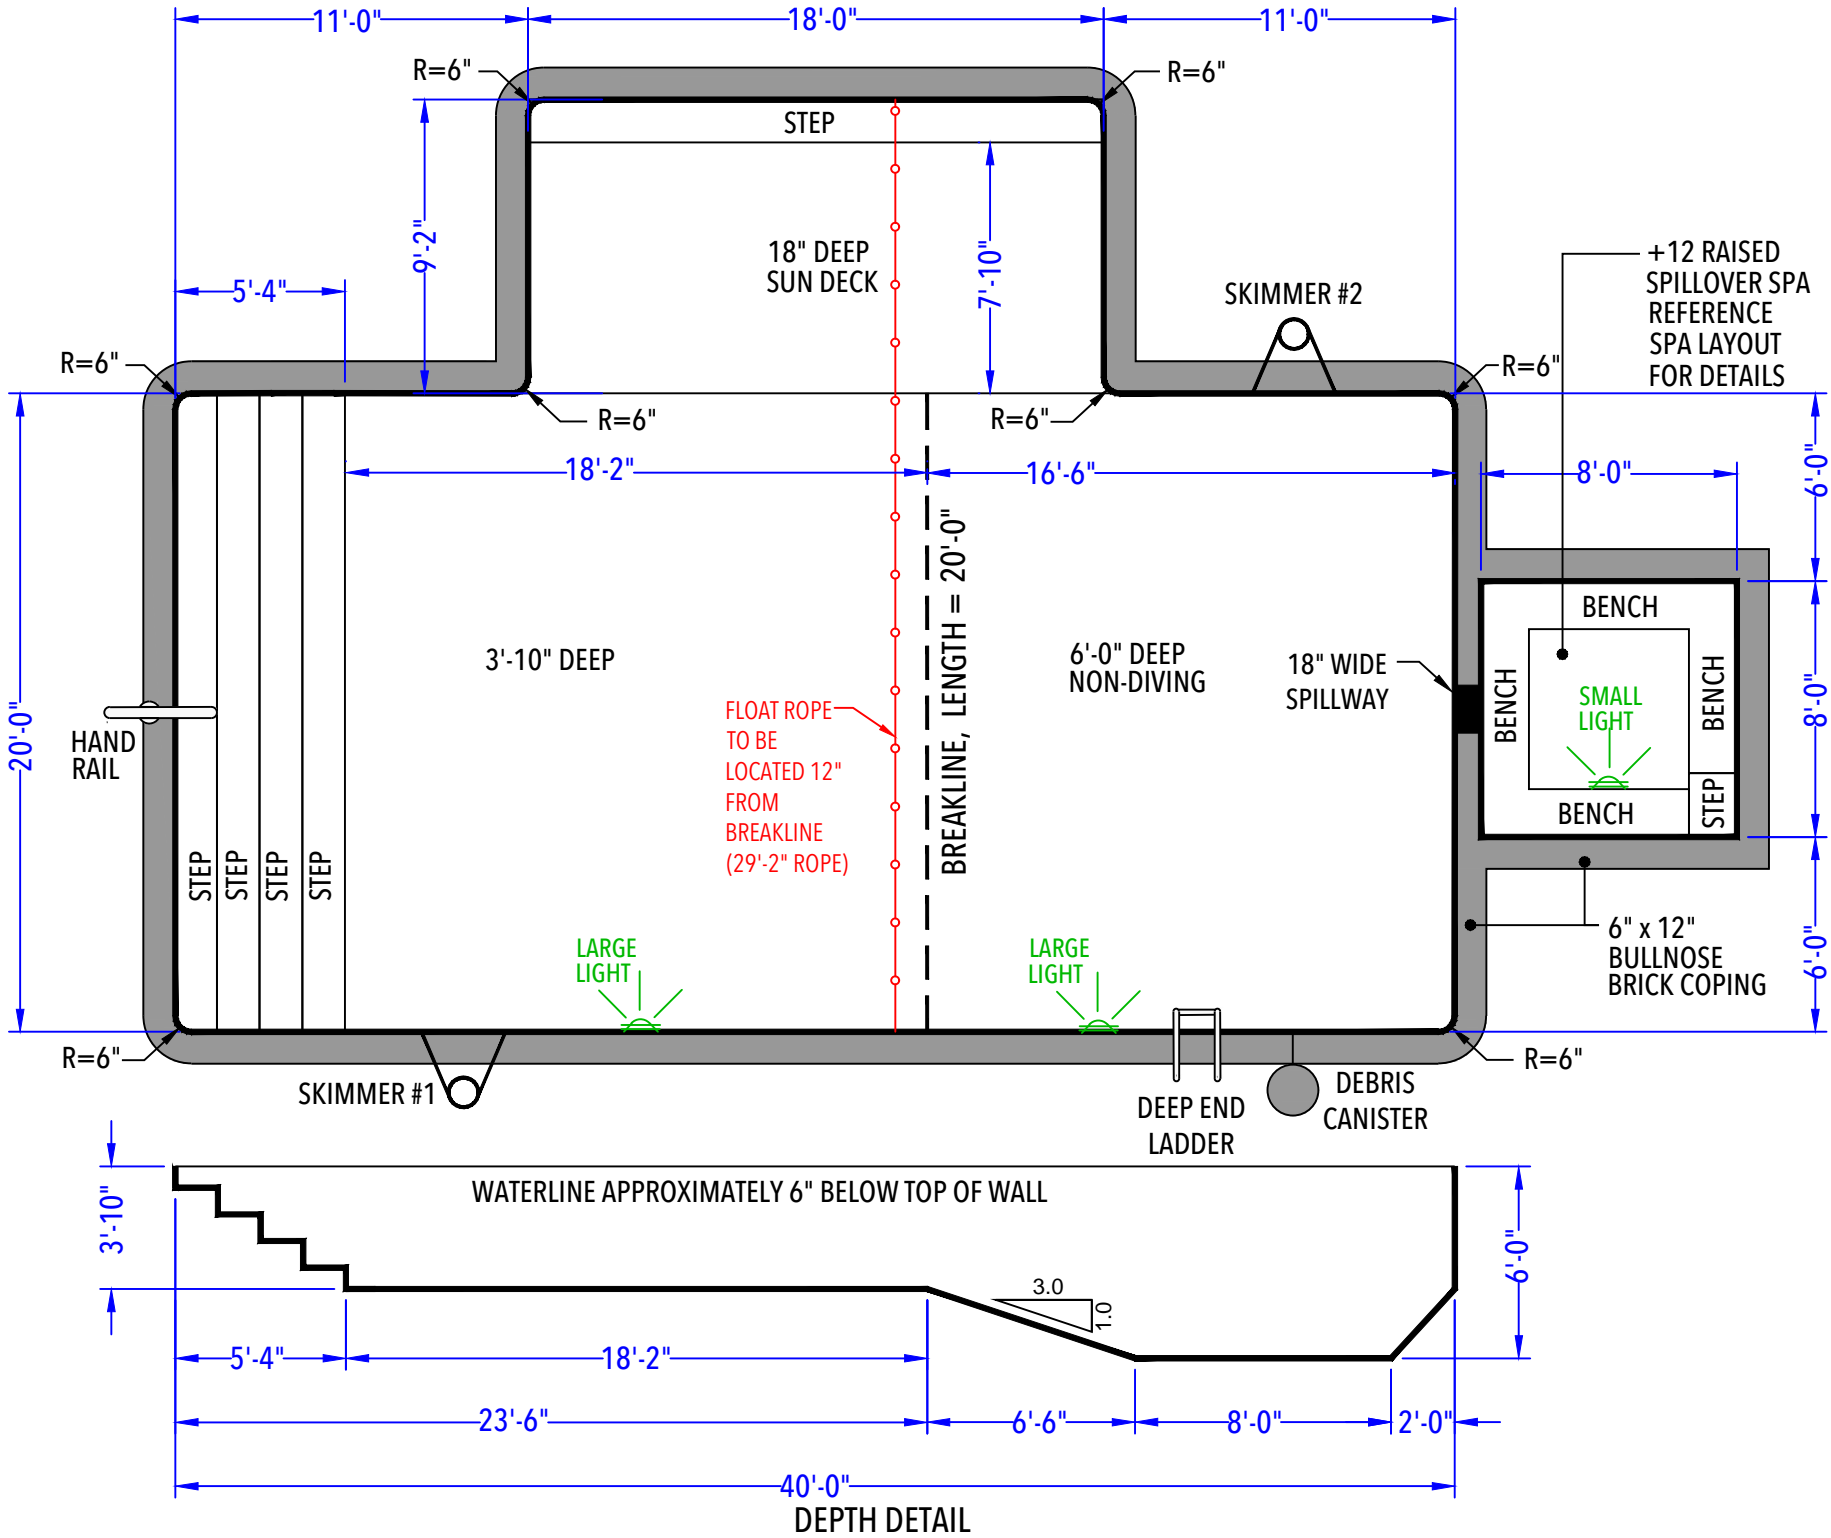 11'-0"
18'-0"
11'-0"
R=6"
R=6"
STEP
9'-2"
18" DEEP
SUN DECK
7'-10"
+12 RAISED
SPILLOVER SPA
REFERENCE
SPA LAYOUT
FOR DETAILS
5'-4"
SKIMMER #2
R=6"
R=6"
R=6"
R=6"
18'-2"
16'-6"
8'-0"
6'-0"
BREAKLINE, LENGTH = 20'-0"
BENCH
3'-10" DEEP
6'-0" DEEP
NON-DIVING
18" WIDE
SPILLWAY
BENCH
SMALL
LIGHT
BENCH
8'-0"
20'-0"
HAND
RAIL
FLOAT ROPE
TO BE
LOCATED 12"
FROM
BREAKLINE
(29'-2" ROPE)
BENCH
STEP
STEP
STEP
STEP
STEP
LARGE
LIGHT
LARGE
LIGHT
6" x 12"
BULLNOSE
BRICK COPING
6'-0"
R=6"
R=6"
SKIMMER #1
DEEP END
LADDER
DEBRIS
CANISTER
3'-10"
WATERLINE APPROXIMATELY 6" BELOW TOP OF WALL
6'-0"
3.0
1.0
5'-4"
18'-2"
23'-6"
6'-6"
8'-0"
2'-0"
40'-0"
DEPTH DETAIL